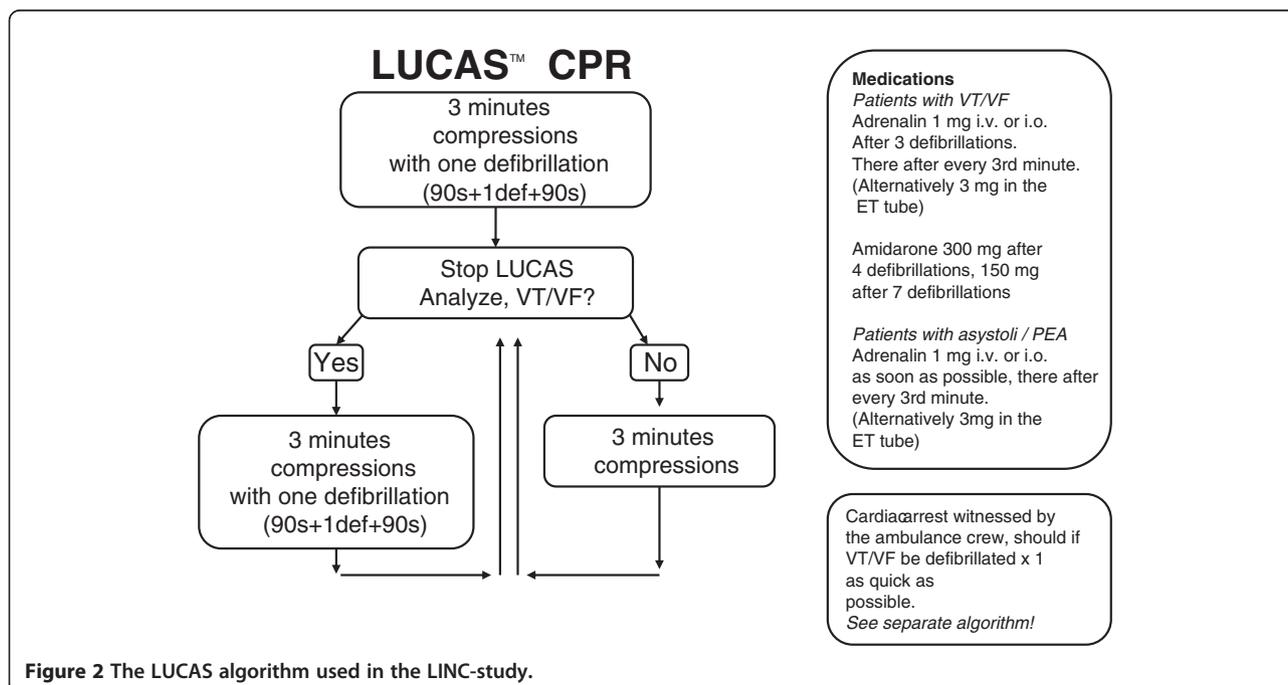 LUCAS™ CPR
3 minutes
compressions
with one defibrillation
(90s+1def+90s)
Stop LUCAS
Analyze, VT/VF?
Yes
No
3 minutes
compressions
with one defibrillation
(90s+1def+90s)
3 minutes
compressions
Medications
Patients with VT/VF
Adrenalin 1 mg i.v. or i.o.
After 3 defibrillations.
There after every 3rd minute.
(Alternatively 3 mg in the
ET tube)
Amidarone 300 mg after
4 defibrillations, 150 mg
after 7 defibrillations
Patients with asystoli / PEA
Adrenalin 1 mg i.v. or i.o.
as soon as possible, there after
every 3rd minute.
(Alternatively 3mg in the
ET tube)
Cardiacarrest witnessed by
the ambulance crew, should if
VT/VF be defibrillated x 1
as quick as
possible.
See separate algorithm!
Figure 2 The LUCAS algorithm used in the LINC-study.